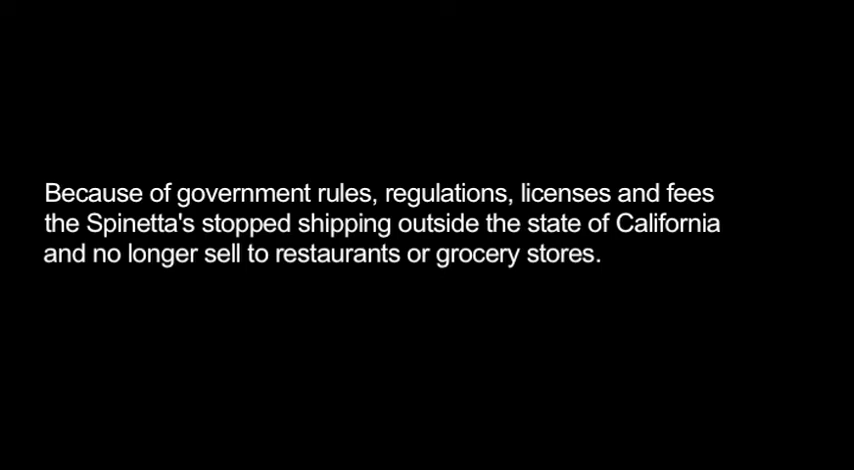 Because of government rules, regulations, licenses and fees
the Spinetta's stopped shipping outside the state of California
and no longer sell to restaurants or grocery stores.